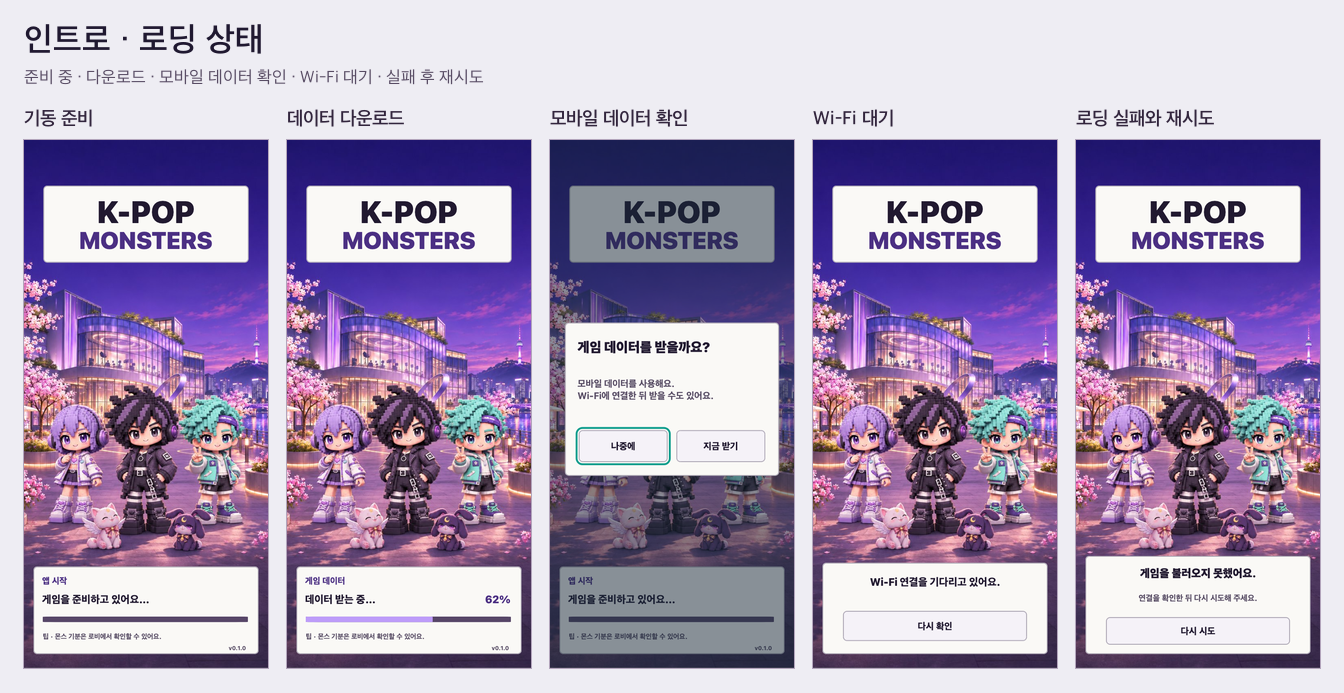 인트로 · 로딩 상태
준비 중 · 다운로드 · 모바일 데이터 확인 · Wi-Fi 대기 · 실패 후 재시도
기동 준비
K-POP
MONSTERS
앱 시작
게임을 준비하고 있어요...
팁 · 몬스 기분은 로비에서 확인할 수 있어요.
v0.1.0
데이터 다운로드
K-POP
MONSTERS
게임 데이터
데이터 받는 중... 62%
팁 · 몬스 기분은 로비에서 확인할 수 있어요.
v0.1.0
모바일 데이터 확인
K-POP
MONSTERS
게임 데이터를 받을까요?
모바일 데이터를 사용해요.
Wi-Fi에 연결한 뒤 받을 수도 있어요.
나중에 지금 받기
앱 시작
게임을 준비하고 있어요...
팁 · 몬스 기분은 로비에서 확인할 수 있어요.
v0.1.0
Wi-Fi 대기
K-POP
MONSTERS
Wi-Fi 연결을 기다리고 있어요.
다시 확인
로딩 실패와 재시도
K-POP
MONSTERS
게임을 불러오지 못했어요.
연결을 확인한 뒤 다시 시도해 주세요.
다시 시도